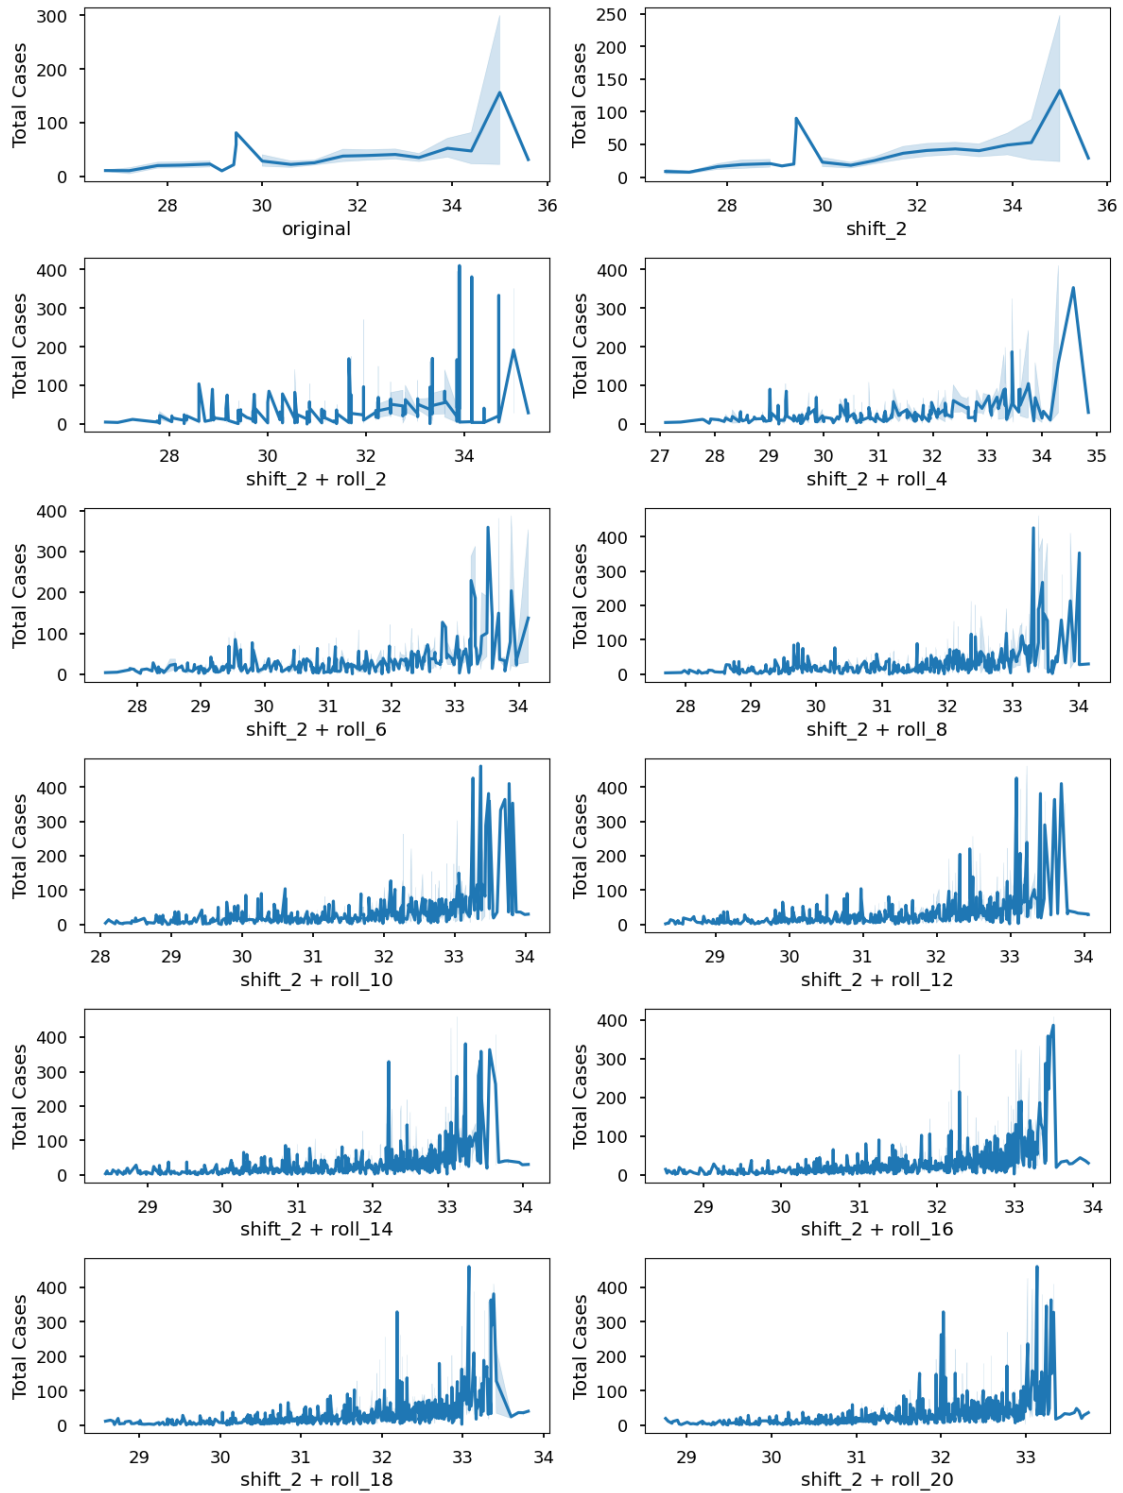 300
200
100
0
Total Cases
28 30 32 34 36
original
250
200
150
100
50
0
Total Cases
28 30 32 34 36
shift_2
400
300
200
100
0
Total Cases
28 30 32 34
shift_2 + roll_2
400
300
200
100
0
Total Cases
27 28 29 30 31 32 33 34 35
shift_2 + roll_4
400
300
200
100
0
Total Cases
28 29 30 31 32 33 34
shift_2 + roll_6
400
300
200
100
0
Total Cases
28 29 30 31 32 33 34
shift_2 + roll_8
400
300
200
100
0
Total Cases
28 29 30 31 32 33 34
shift_2 + roll_10
400
300
200
100
0
Total Cases
29 30 31 32 33 34
shift_2 + roll_12
400
300
200
100
0
Total Cases
29 30 31 32 33 34
shift_2 + roll_14
400
300
200
100
0
Total Cases
29 30 31 32 33 34
shift_2 + roll_16
400
300
200
100
0
Total Cases
29 30 31 32 33 34
shift_2 + roll_18
400
300
200
100
0
Total Cases
29 30 31 32 33
shift_2 + roll_20